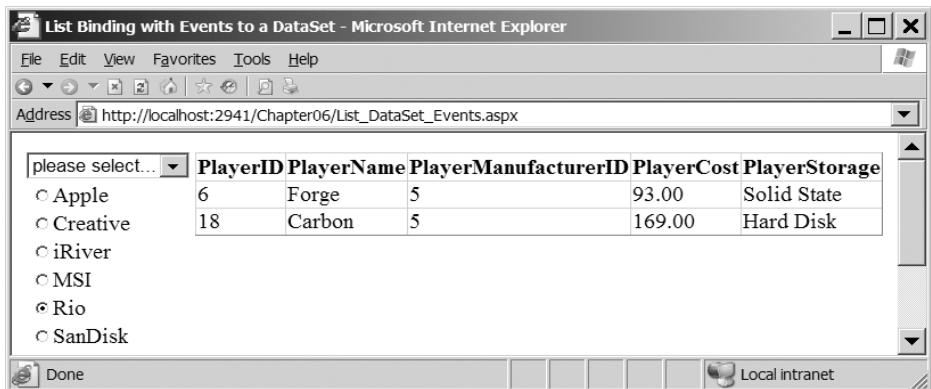 List Binding with Events to a DataSet - Microsoft Internet Explorer
File Edit View Favorites Tools Help
Address http://localhost:2941/Chapter06/List_DataSet_Events.aspx
please select...
PlayerID PlayerName PlayerManufacturerID PlayerCost PlayerStorage
Apple
6 Forge 5 93.00 Solid State
Creative
18 Carbon 5 169.00 Hard Disk
iRiver
MSI
Rio
SanDisk
Done
Local intranet